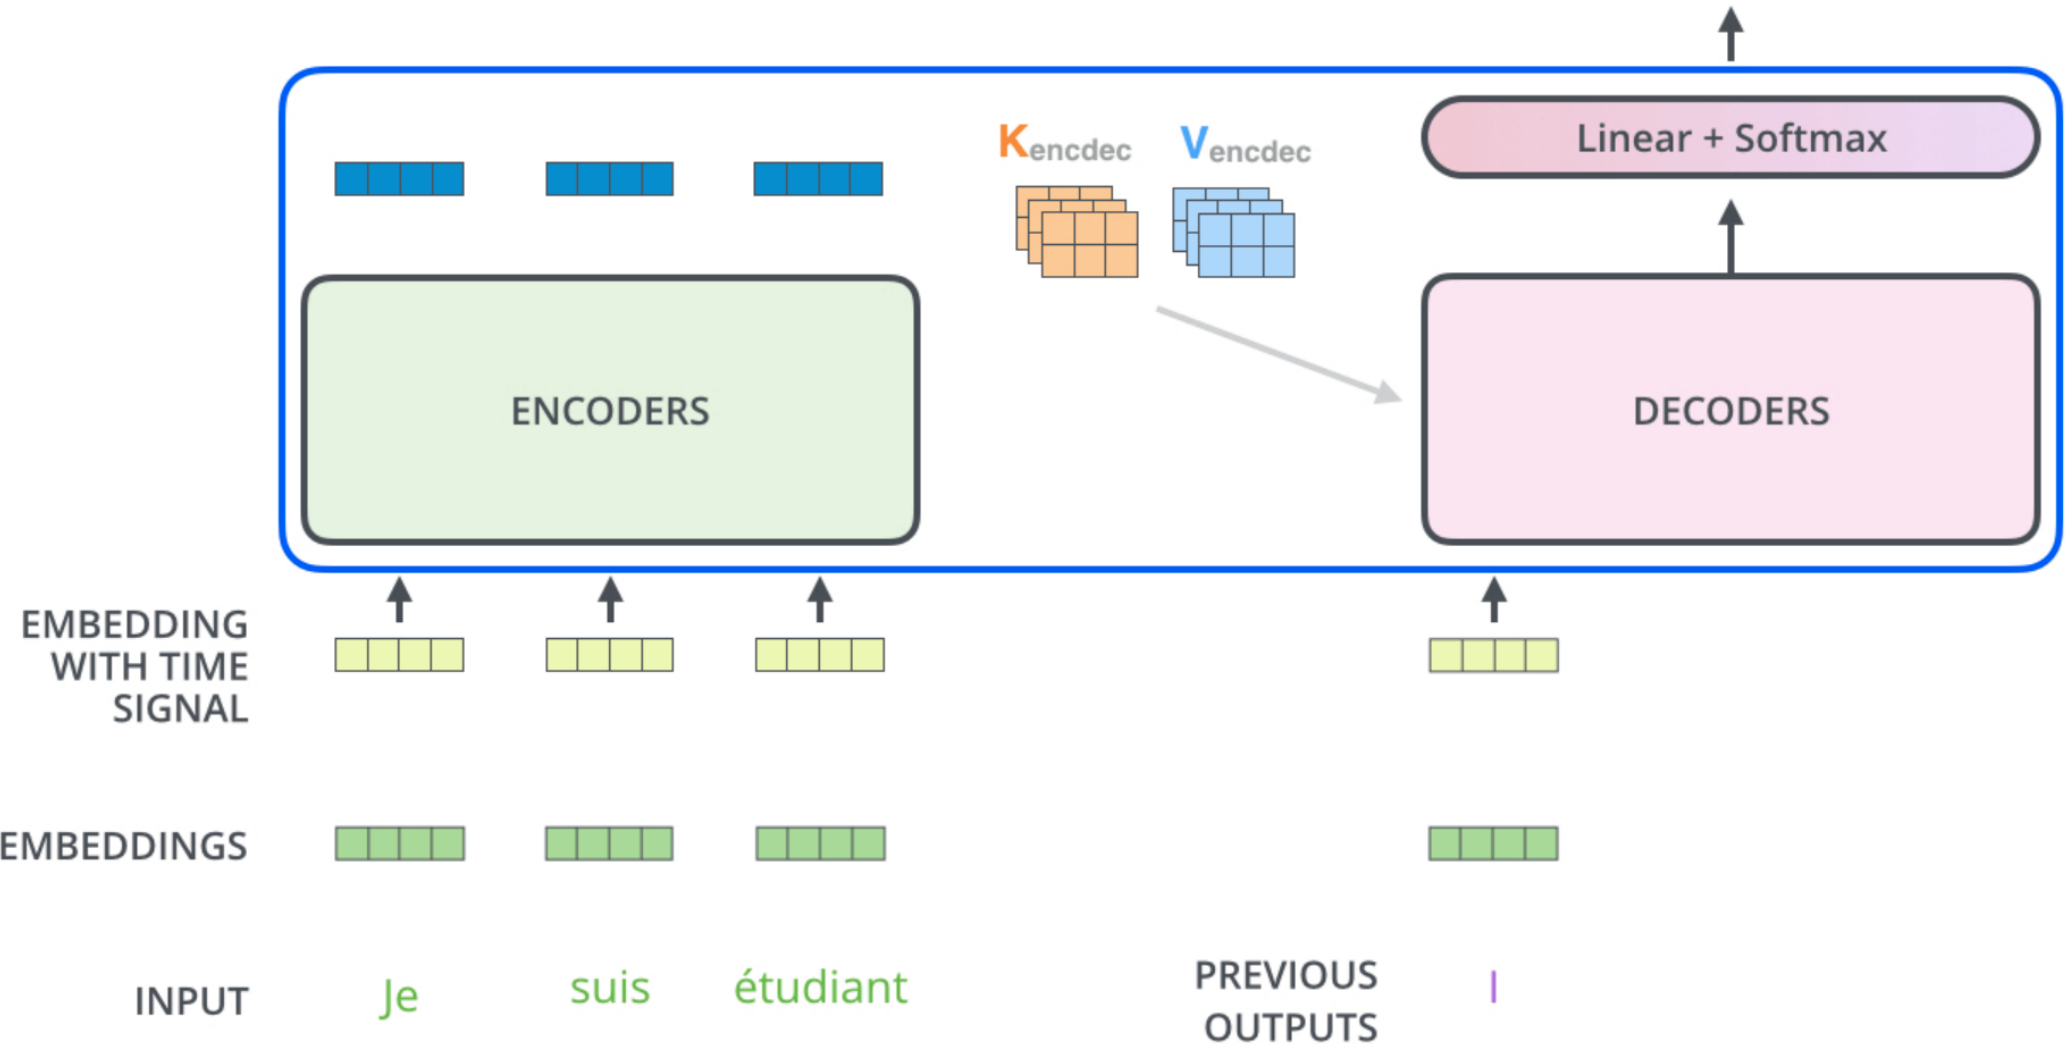 Kencdec Vencdec
Linear + Softmax
ENCODERS
DECODERS
EMBEDDING
WITH TIME
SIGNAL
EMBEDDINGS
INPUT
Je suis étudiant
PREVIOUS
OUTPUTS
I